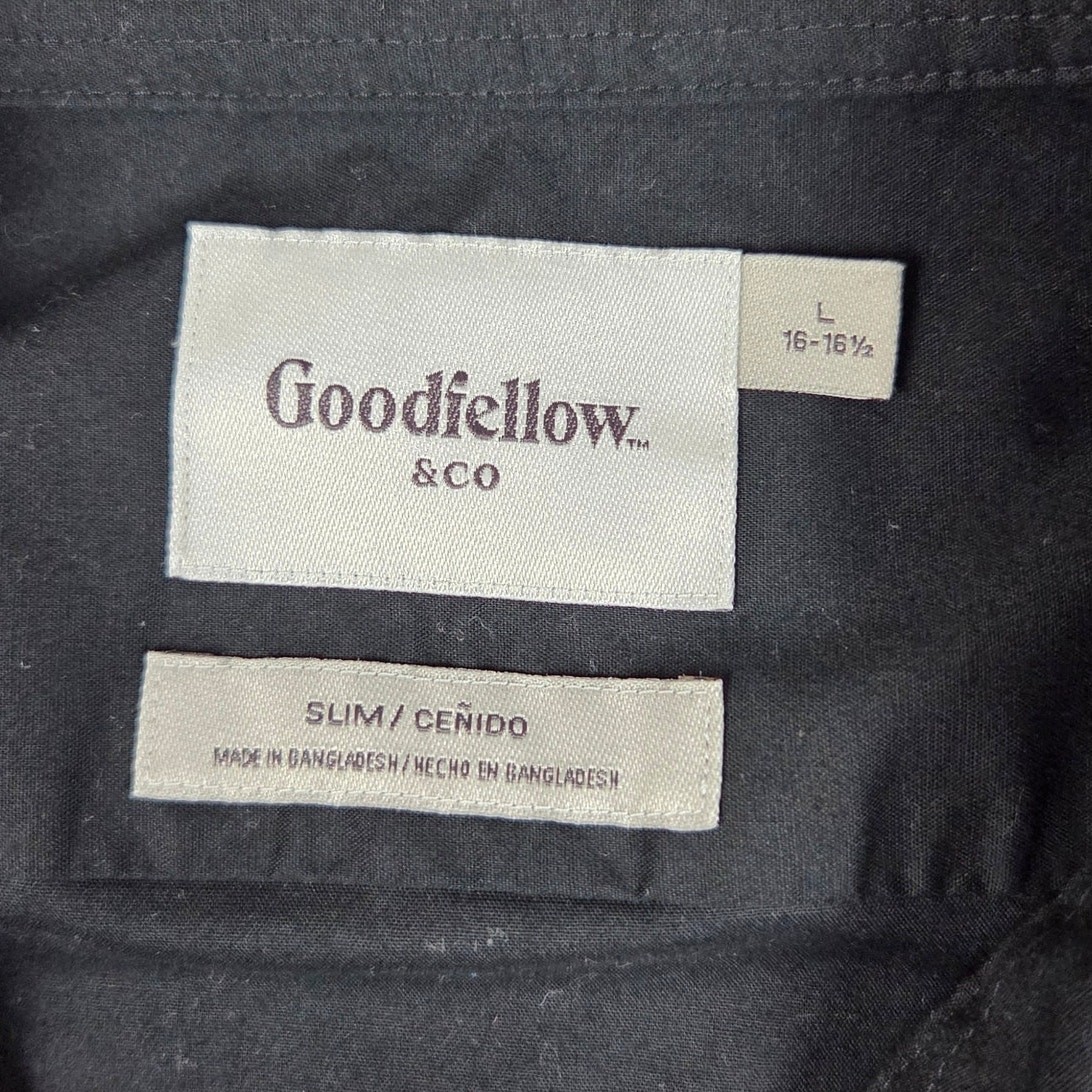 Goodfellow™
&CO
L
16-16½
SLIM / CEÑIDO
MADE IN BANGLADESH / HECHO EN BANGLADESH